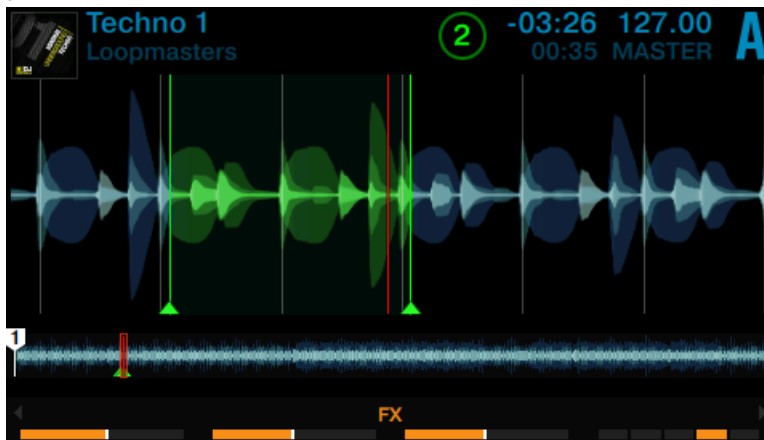 Techno 1
Loopmasters
2
-03:26 127.00
00:35 MASTER
A
1
FX